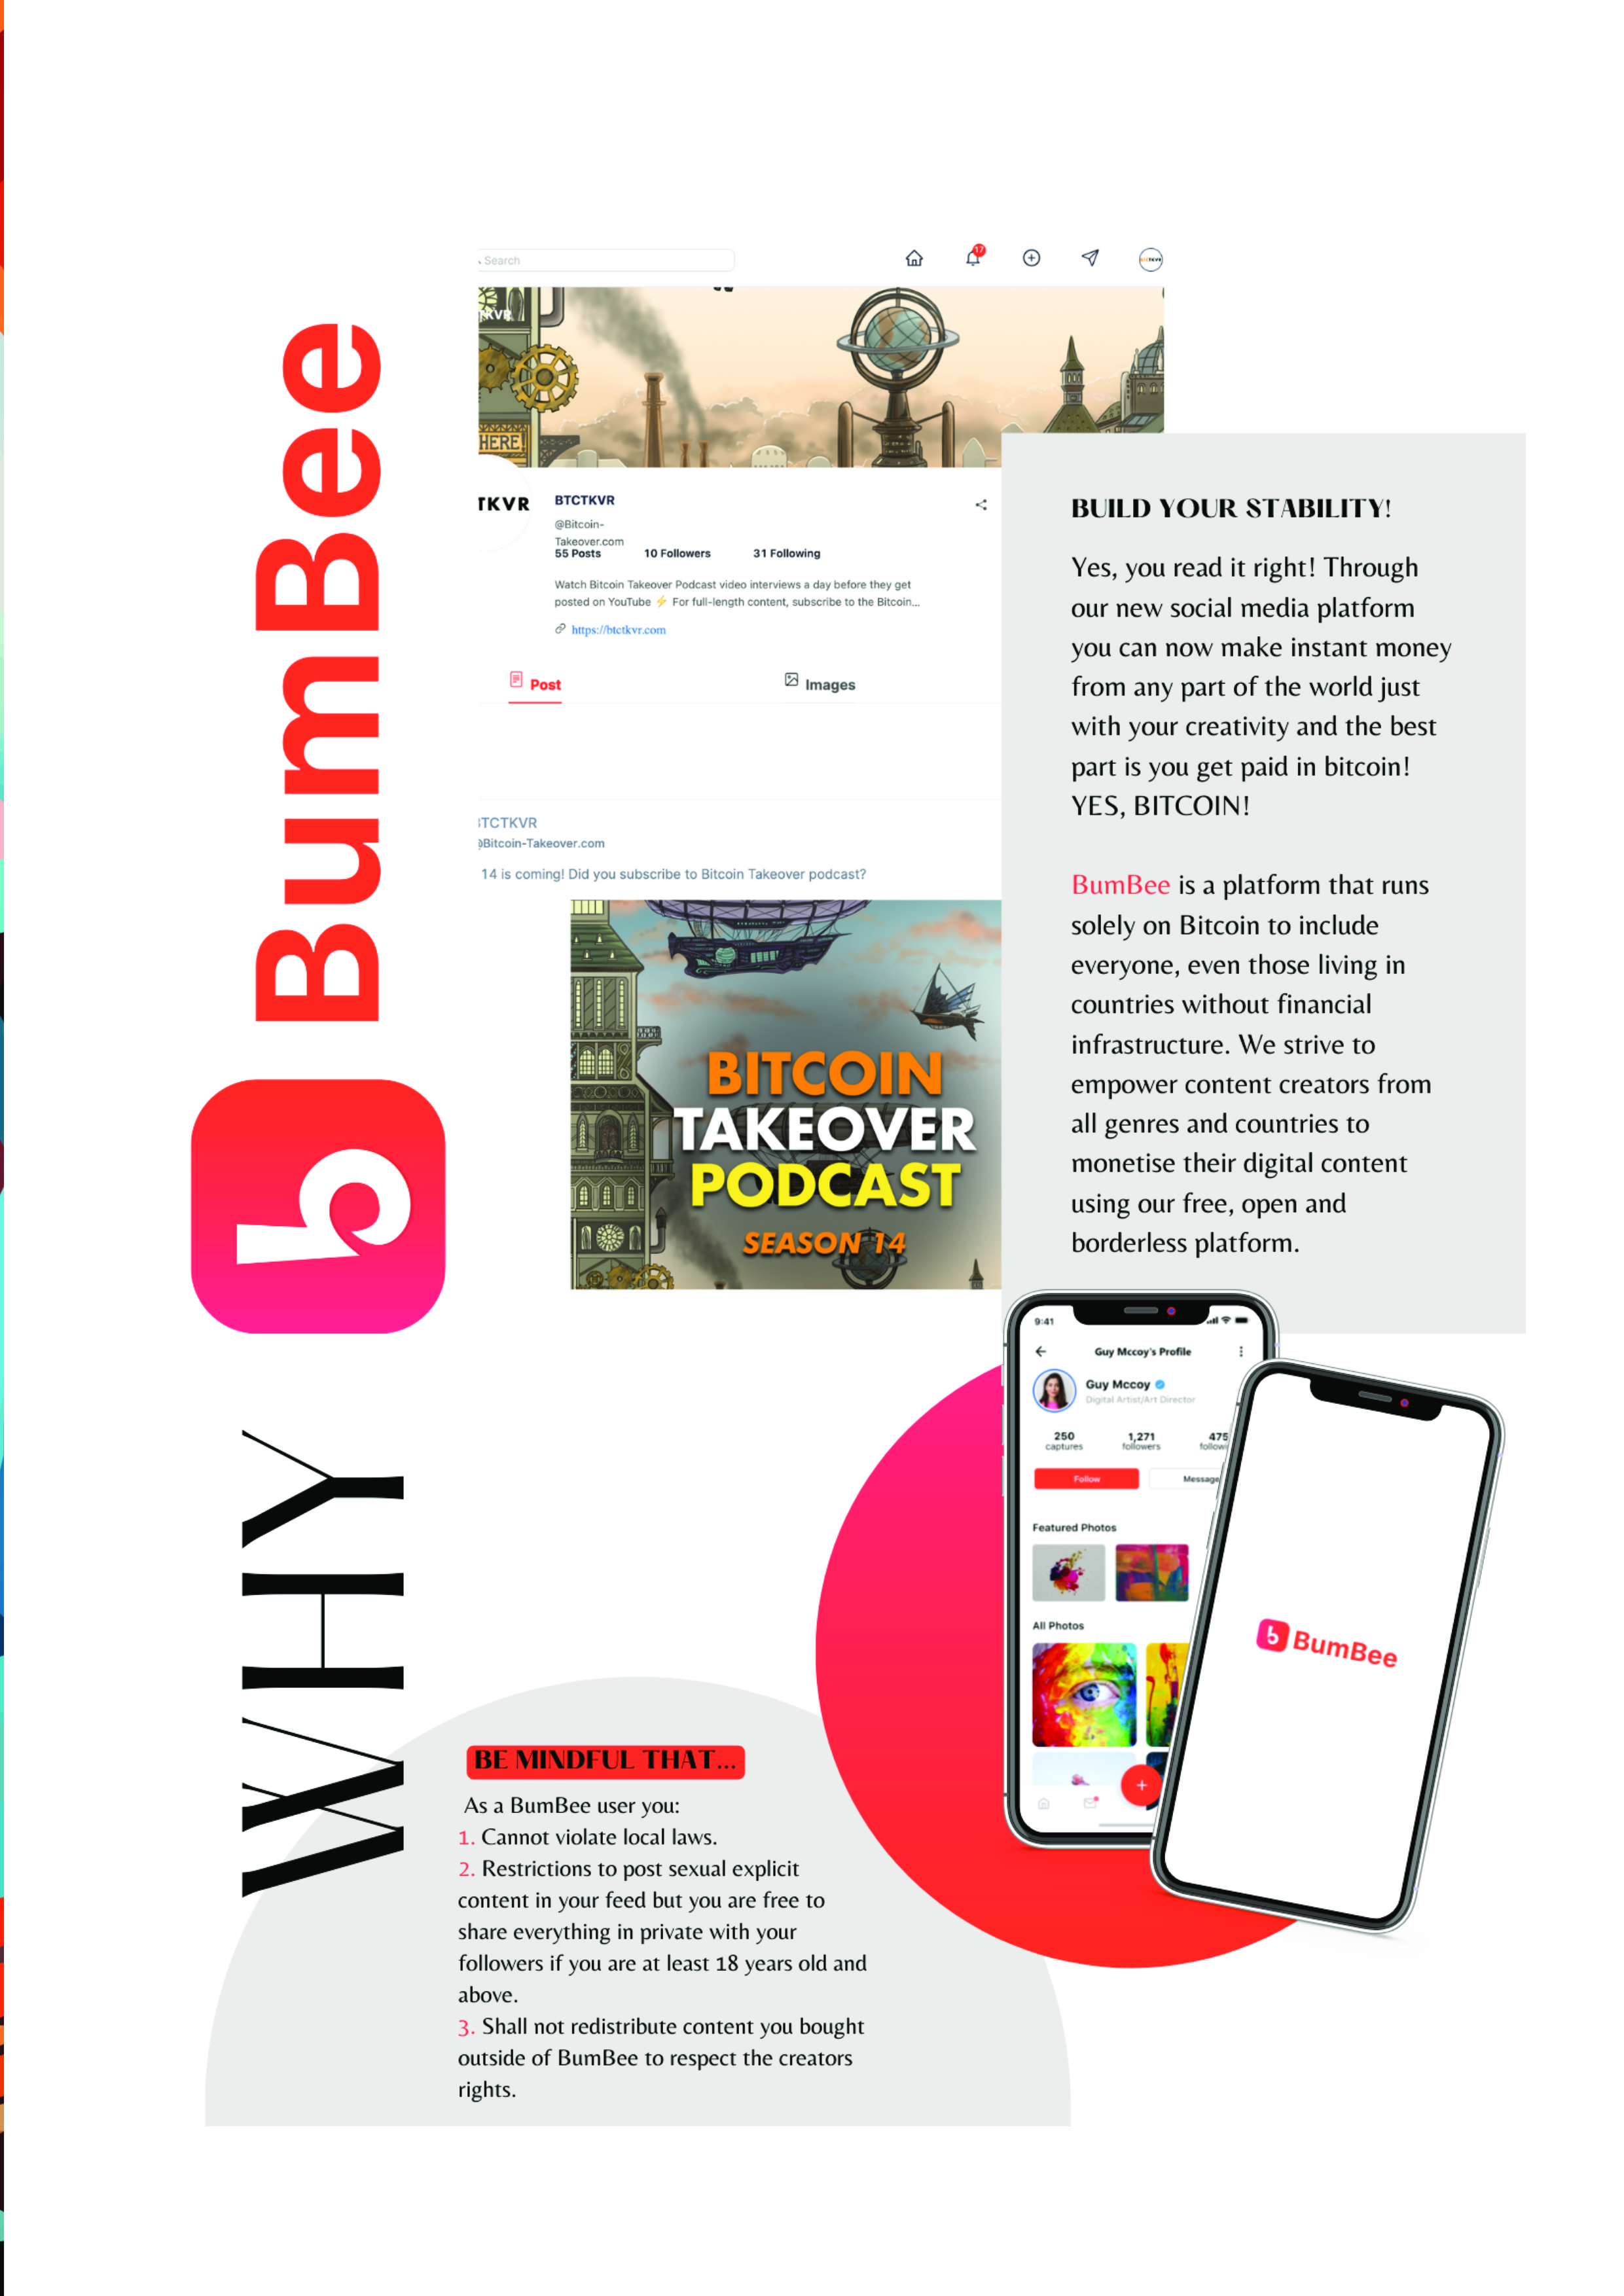 WHY
BumBee
Search
17
TKVR
HERE!
TKVR
BTCTKVR
@Bitcoin-
Takeover.com
55 Posts 10 Followers 31 Following
Watch Bitcoin Takeover Podcast video interviews a day before they get
posted on YouTube ⚡ For full-length content, subscribe to the Bitcoin...
https://btctkvr.com
Post Images
TCTKVR
@Bitcoin-Takeover.com
14 is coming! Did you subscribe to Bitcoin Takeover podcast?
BITCOIN
TAKEOVER
PODCAST
SEASON 14
BUILD YOUR STABILITY!
Yes, you read it right! Through
our new social media platform
you can now make instant money
from any part of the world just
with your creativity and the best
part is you get paid in bitcoin!
YES, BITCOIN!
BumBee is a platform that runs
solely on Bitcoin to include
everyone, even those living in
countries without financial
infrastructure. We strive to
empower content creators from
all genres and countries to
monetise their digital content
using our free, open and
borderless platform.
9:41
Guy Mccoy's Profile
Guy Mccoy
Digital Artist/Art Director
250 1,271 475
captures followers followi
Follow Message
Featured Photos
All Photos
BumBee
BE MINDFUL THAT...
As a BumBee user you:
1. Cannot violate local laws.
2. Restrictions to post sexual explicit
content in your feed but you are free to
share everything in private with your
followers if you are at least 18 years old and
above.
3. Shall not redistribute content you bought
outside of BumBee to respect the creators
rights.